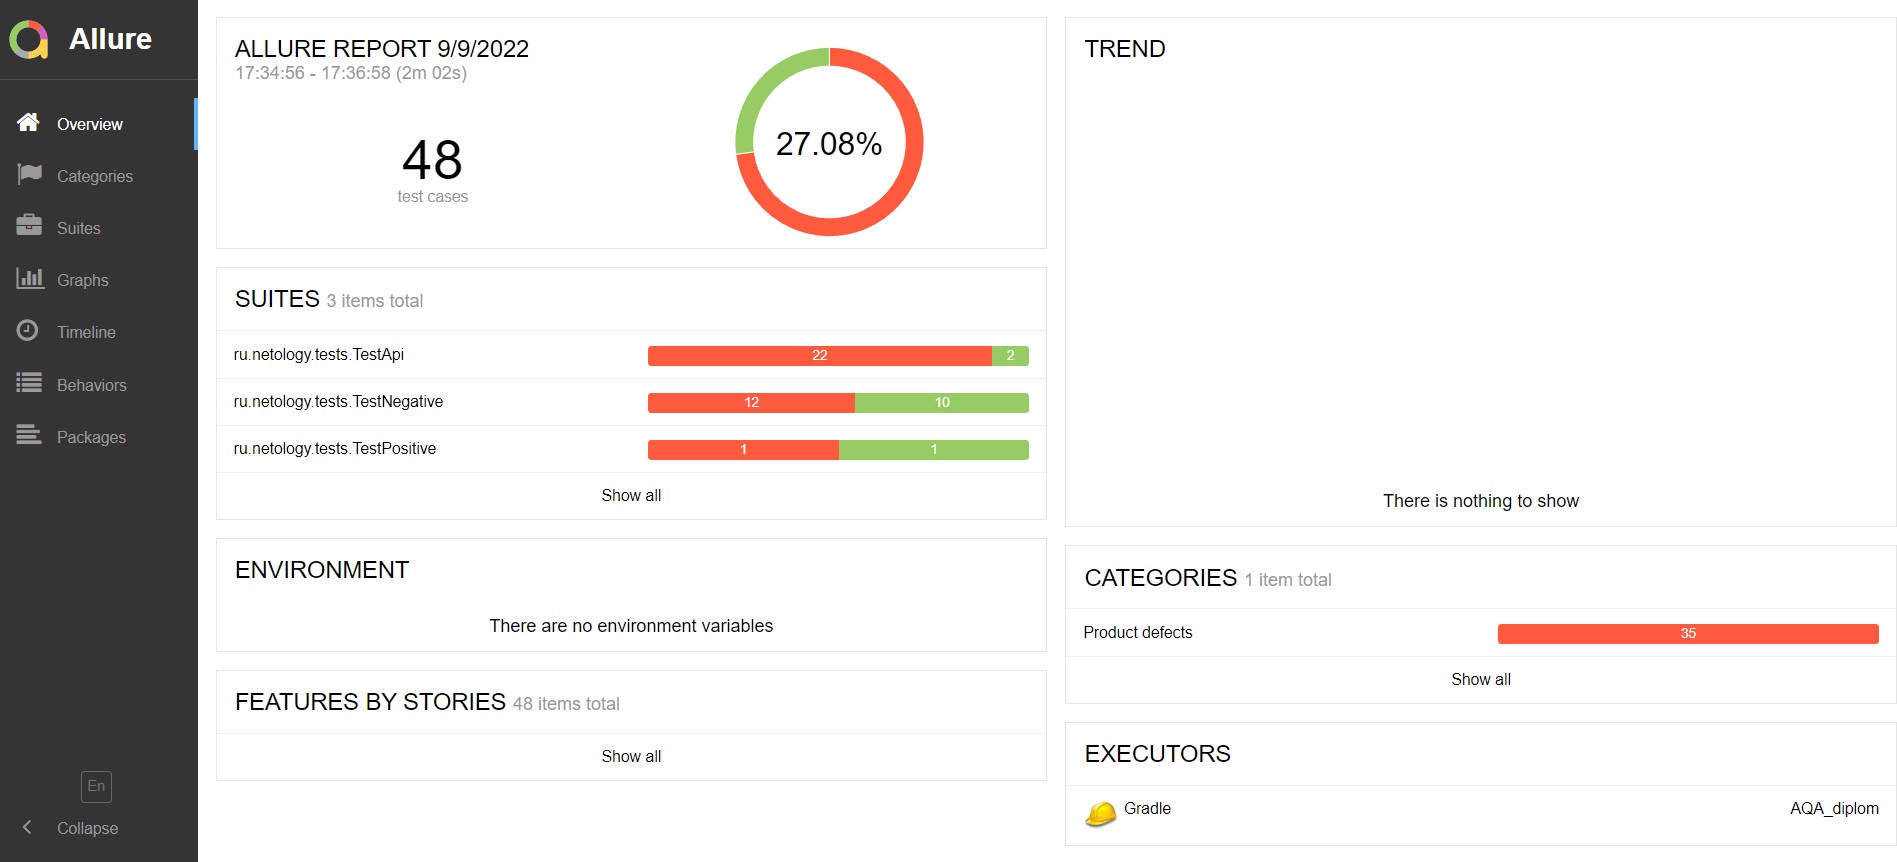 Allure
Overview
Categories
Suites
Graphs
Timeline
Behaviors
Packages
En
Collapse
ALLURE REPORT 9/9/2022
17:34:56 - 17:36:58 (2m 02s)
48
test cases
27.08%
SUITES 3 items total
ru.netology.tests.TestApi 22 2
ru.netology.tests.TestNegative 12 10
ru.netology.tests.TestPositive 1 1
Show all
ENVIRONMENT
There are no environment variables
FEATURES BY STORIES 48 items total
Show all
TREND
There is nothing to show
CATEGORIES 1 item total
Product defects 35
Show all
EXECUTORS
Gradle AQA_diplom